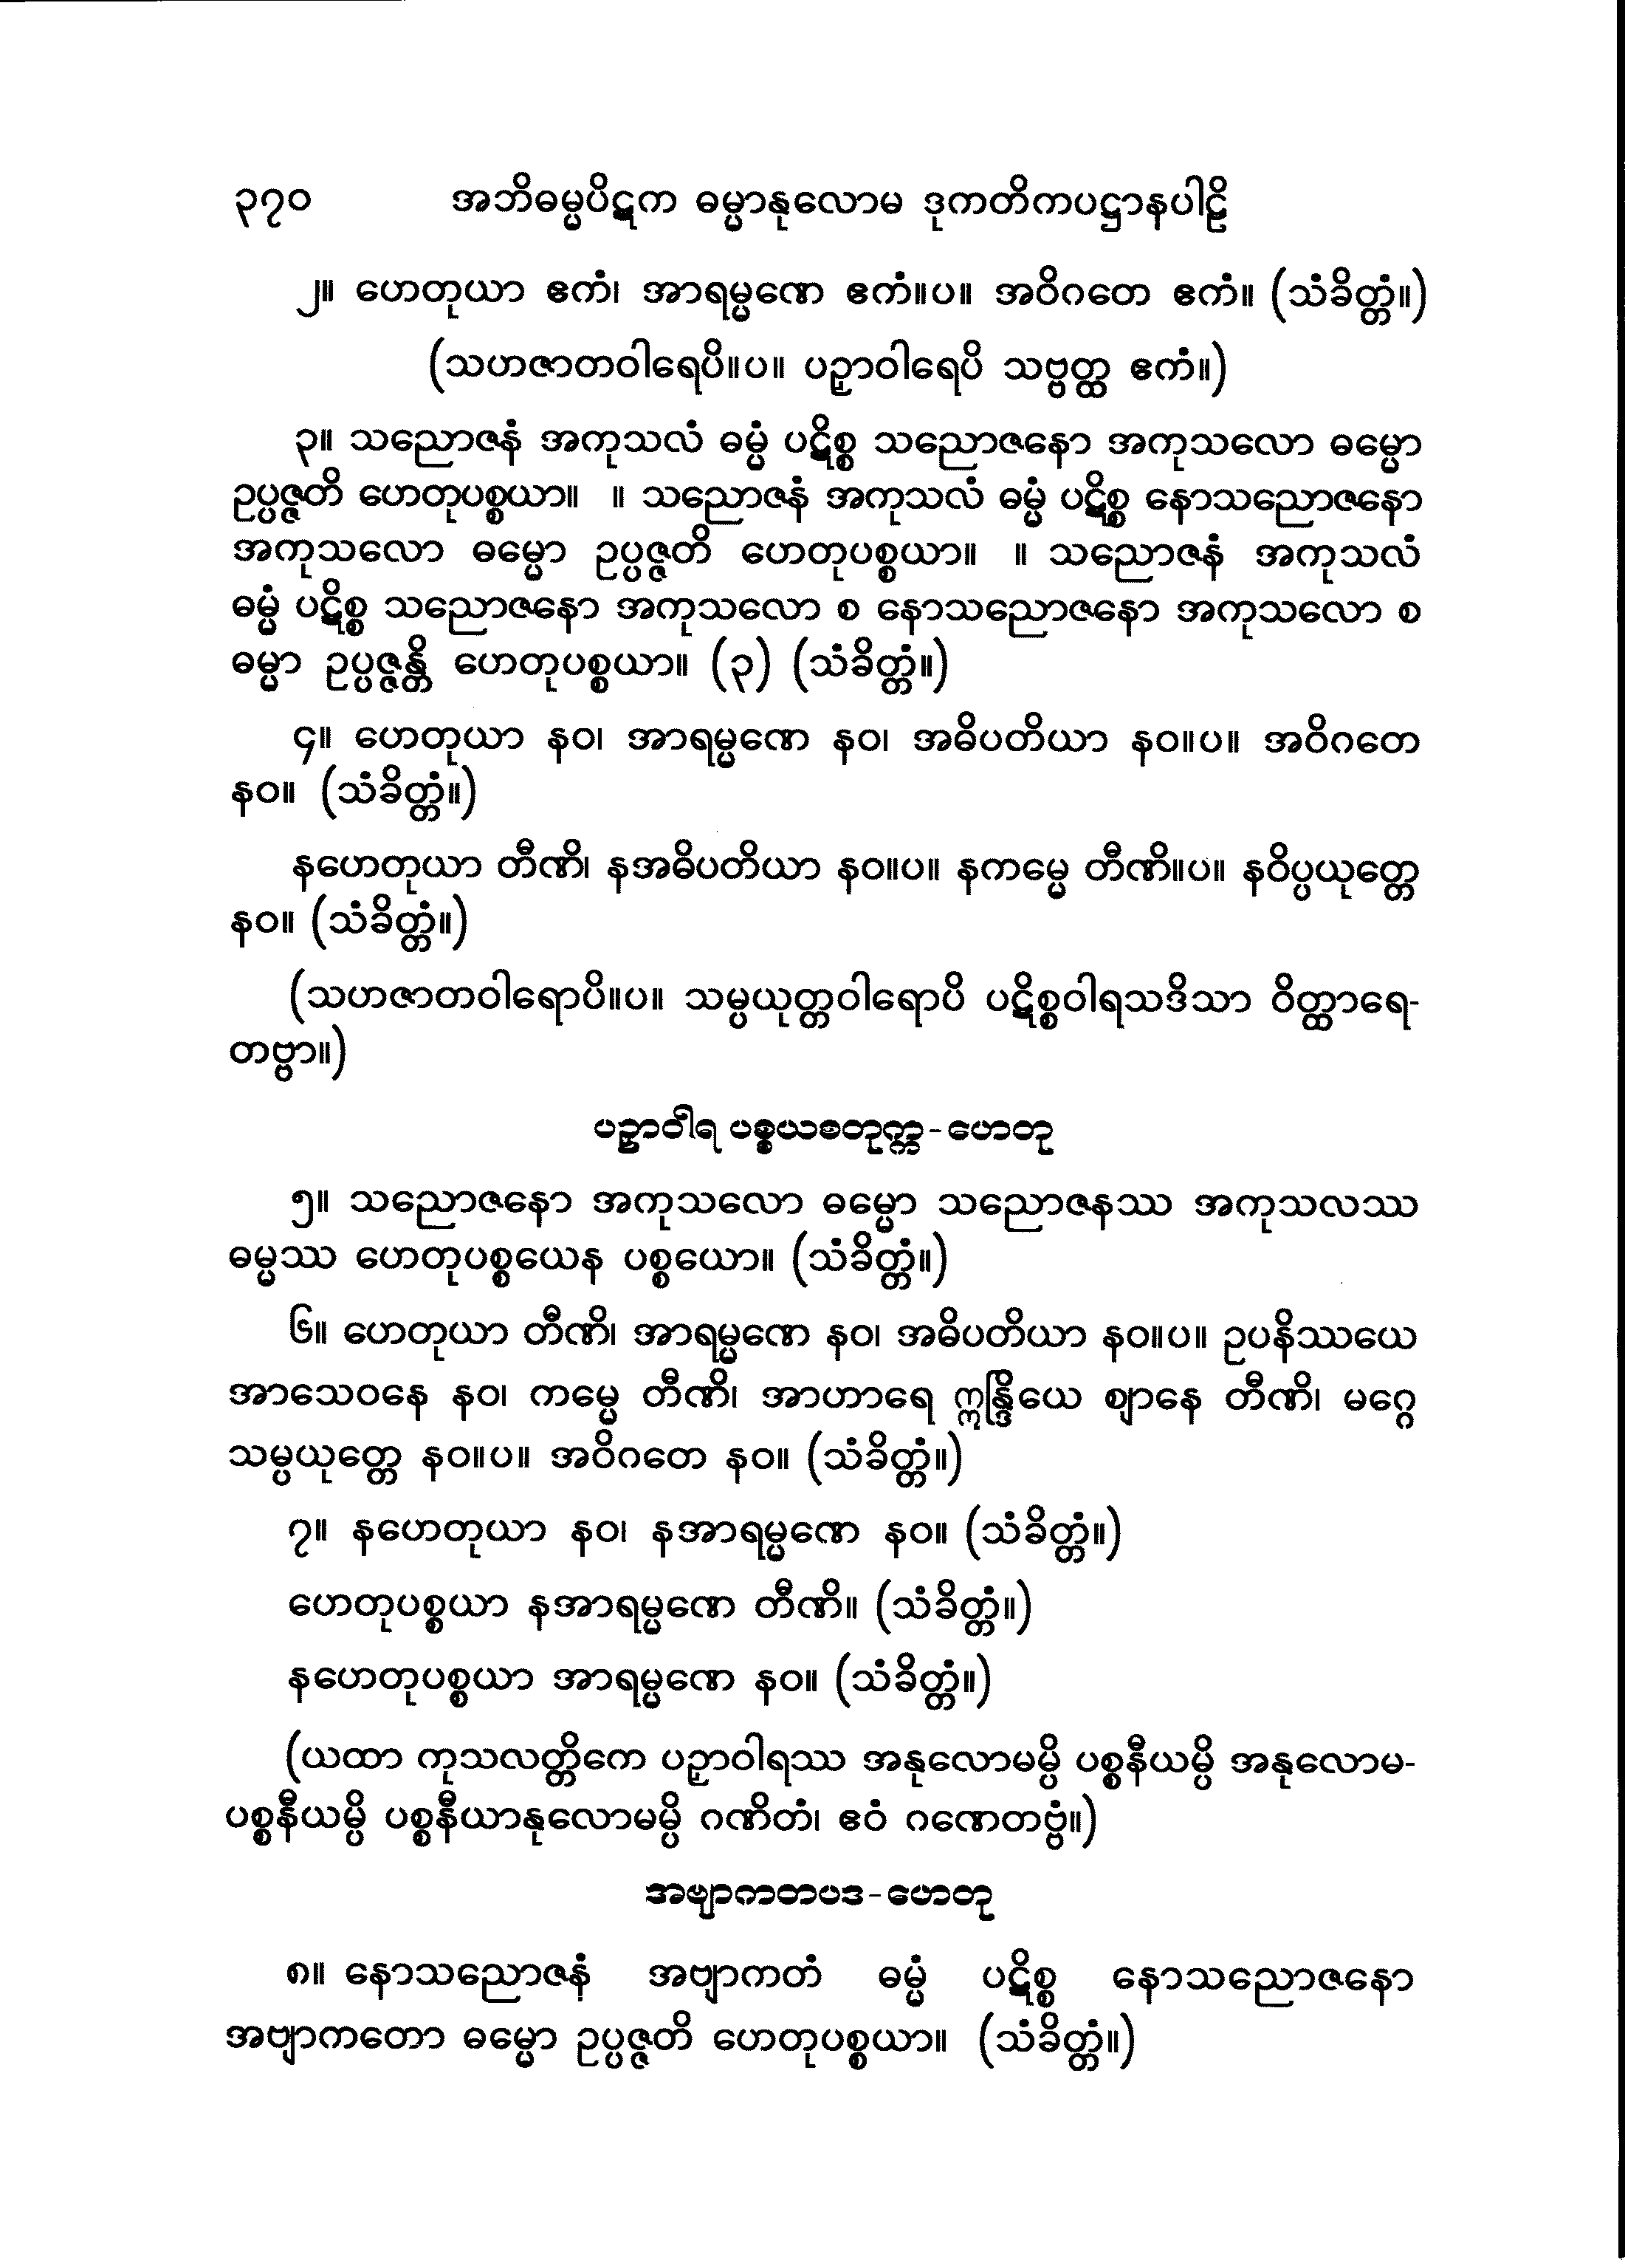 ၃၇၀ အဘိဓမ္မပိဋက ဓမ္မာနုလောမ ဒုကတိကပဋ္ဌာနပါဠိ
၂။ ဟေတုယာ ဧကံ၊ အာရမ္မဏေ ဧကံ။ပ။ အဝိဂတေ ဧကံ။ (သံခိတ္တံ။)
(သဟဇာတဝါရေပိ။ပ။ ပဉှာဝါရေပိ သဗ္ဗတ္ထ ဧကံ။)
၃။ သညောဇနံ အကုသလံ ဓမ္မံ ပဋိစ္စ သညောဇနော အကုသလော ဓမ္မော
ဥပ္ပဇ္ဇတိ ဟေတုပစ္စယာ။ ။ သညောဇနံ အကုသလံ ဓမ္မံ ပဋိစ္စ နောသညောဇနော
အကုသလော ဓမ္မော ဥပ္ပဇ္ဇတိ ဟေတုပစ္စယာ။ ။ သညောဇနံ အကုသလံ
ဓမ္မံ ပဋိစ္စ သညောဇနော အကုသလော စ နောသညောဇနော အကုသလော စ
ဓမ္မာ ဥပ္ပဇ္ဇန္တိ ဟေတုပစ္စယာ။ (၃) (သံခိတ္တံ။)
၄။ ဟေတုယာ နဝ၊ အာရမ္မဏေ နဝ၊ အဓိပတိယာ နဝ။ပ။ အဝိဂတေ
နဝ။ (သံခိတ္တံ။)
နဟေတုယာ တီဏိ၊ နအဓိပတိယာ နဝ။ပ။ နကမ္မေ တီဏိ။ပ။ နဝိပ္ပယုတ္တေ
နဝ။ (သံခိတ္တံ။)
(သဟဇာတဝါရောပိ။ပ။ သမ္ပယုတ္တဝါရောပိ ပဋိစ္စဝါရသဒိသာ ဝိတ္ထာရေ-
တဗ္ဗာ။)
ပဉှာဝါရ ပစ္စယစတုက္က-ဟေတု
၅။ သညောဇနော အကုသလော ဓမ္မော သညောဇနဿ အကုသလဿ
ဓမ္မဿ ဟေတုပစ္စယေန ပစ္စယော။ (သံခိတ္တံ။)
၆။ ဟေတုယာ တီဏိ၊ အာရမ္မဏေ နဝ၊ အဓိပတိယာ နဝ။ပ။ ဥပနိဿယေ
အာသေဝနေ နဝ၊ ကမ္မေ တီဏိ၊ အာဟာရေ ဣန္ဒြိယေ ဈာနေ တီဏိ၊ မဂ္ဂေ
သမ္ပယုတ္တေ နဝ။ပ။ အဝိဂတေ နဝ။ (သံခိတ္တံ။)
၇။ နဟေတုယာ နဝ၊ နအာရမ္မဏေ နဝ။ (သံခိတ္တံ။)
ဟေတုပစ္စယာ နအာရမ္မဏေ တီဏိ။ (သံခိတ္တံ။)
နဟေတုပစ္စယာ အာရမ္မဏေ နဝ။ (သံခိတ္တံ။)
(ယထာ ကုသလတ္တိကေ ပဉှာဝါရဿ အနုလောမမ္ပိ ပစ္စနီယမ္ပိ အနုလောမ-
ပစ္စနီယမ္ပိ ပစ္စနီယာနုလောမမ္ပိ ဂဏိတံ၊ ဧဝံ ဂဏေတဗ္ဗံ။)
အဗျာကတပဒ-ဟေတု
၈။ နောသညောဇနံ အဗျာကတံ ဓမ္မံ ပဋိစ္စ နောသညောဇနော
အဗျာကတော ဓမ္မော ဥပ္ပဇ္ဇတိ ဟေတုပစ္စယာ။ (သံခိတ္တံ။)